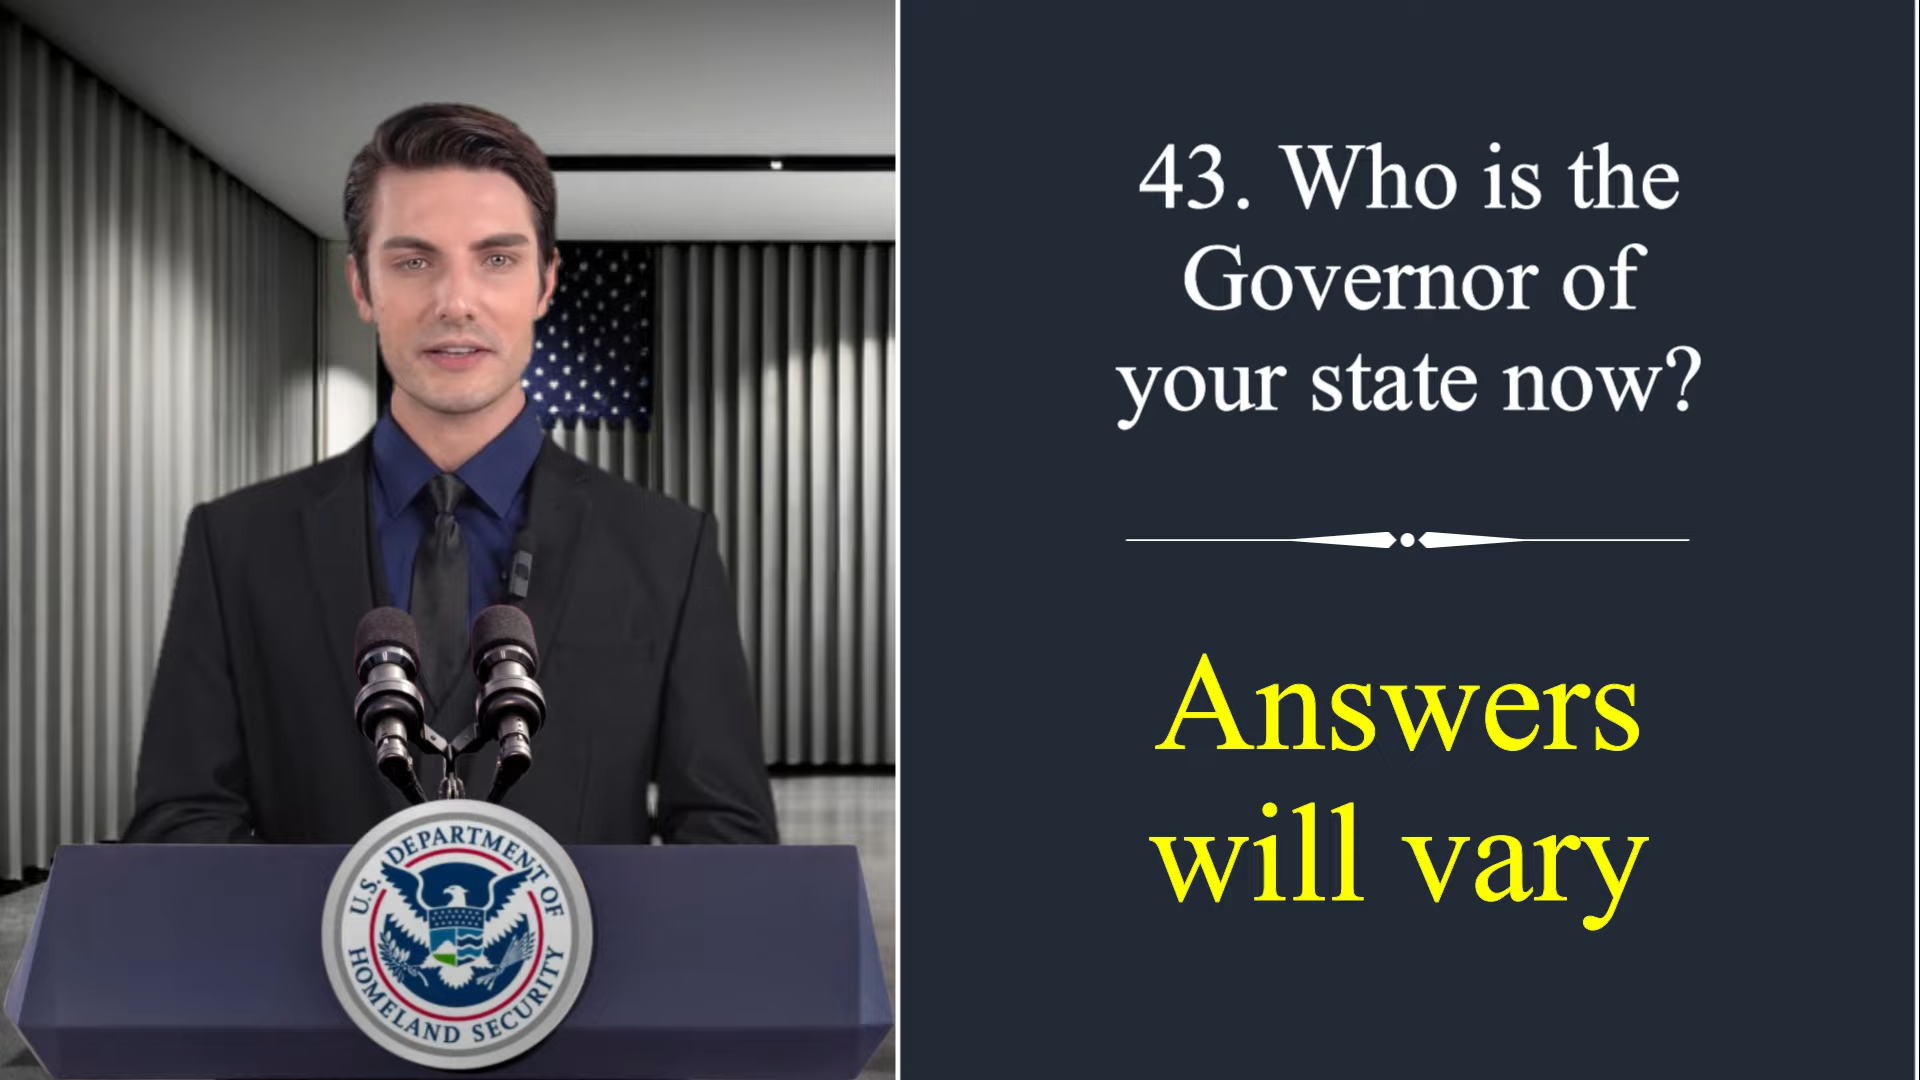 43. Who is the
Governor of
your state now?
Answers
will vary
U.S. DEPARTMENT OF
HOMELAND SECURITY